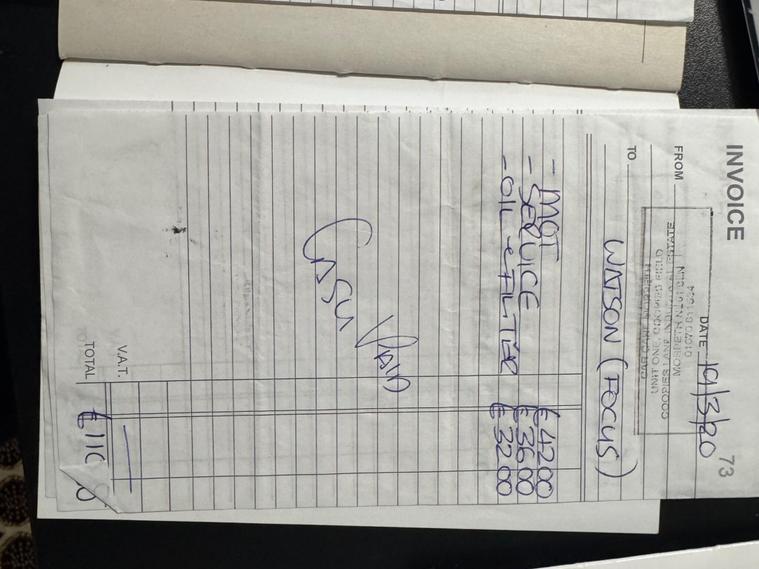 INVOICE 73
DATE 19/3/20
FROM
TO WATSON (FOCUS)
- MOT £42.00
- SERVICE £36.00
- OIL & FILTER £32.00
CASH PAID
V.A.T. —
TOTAL £110